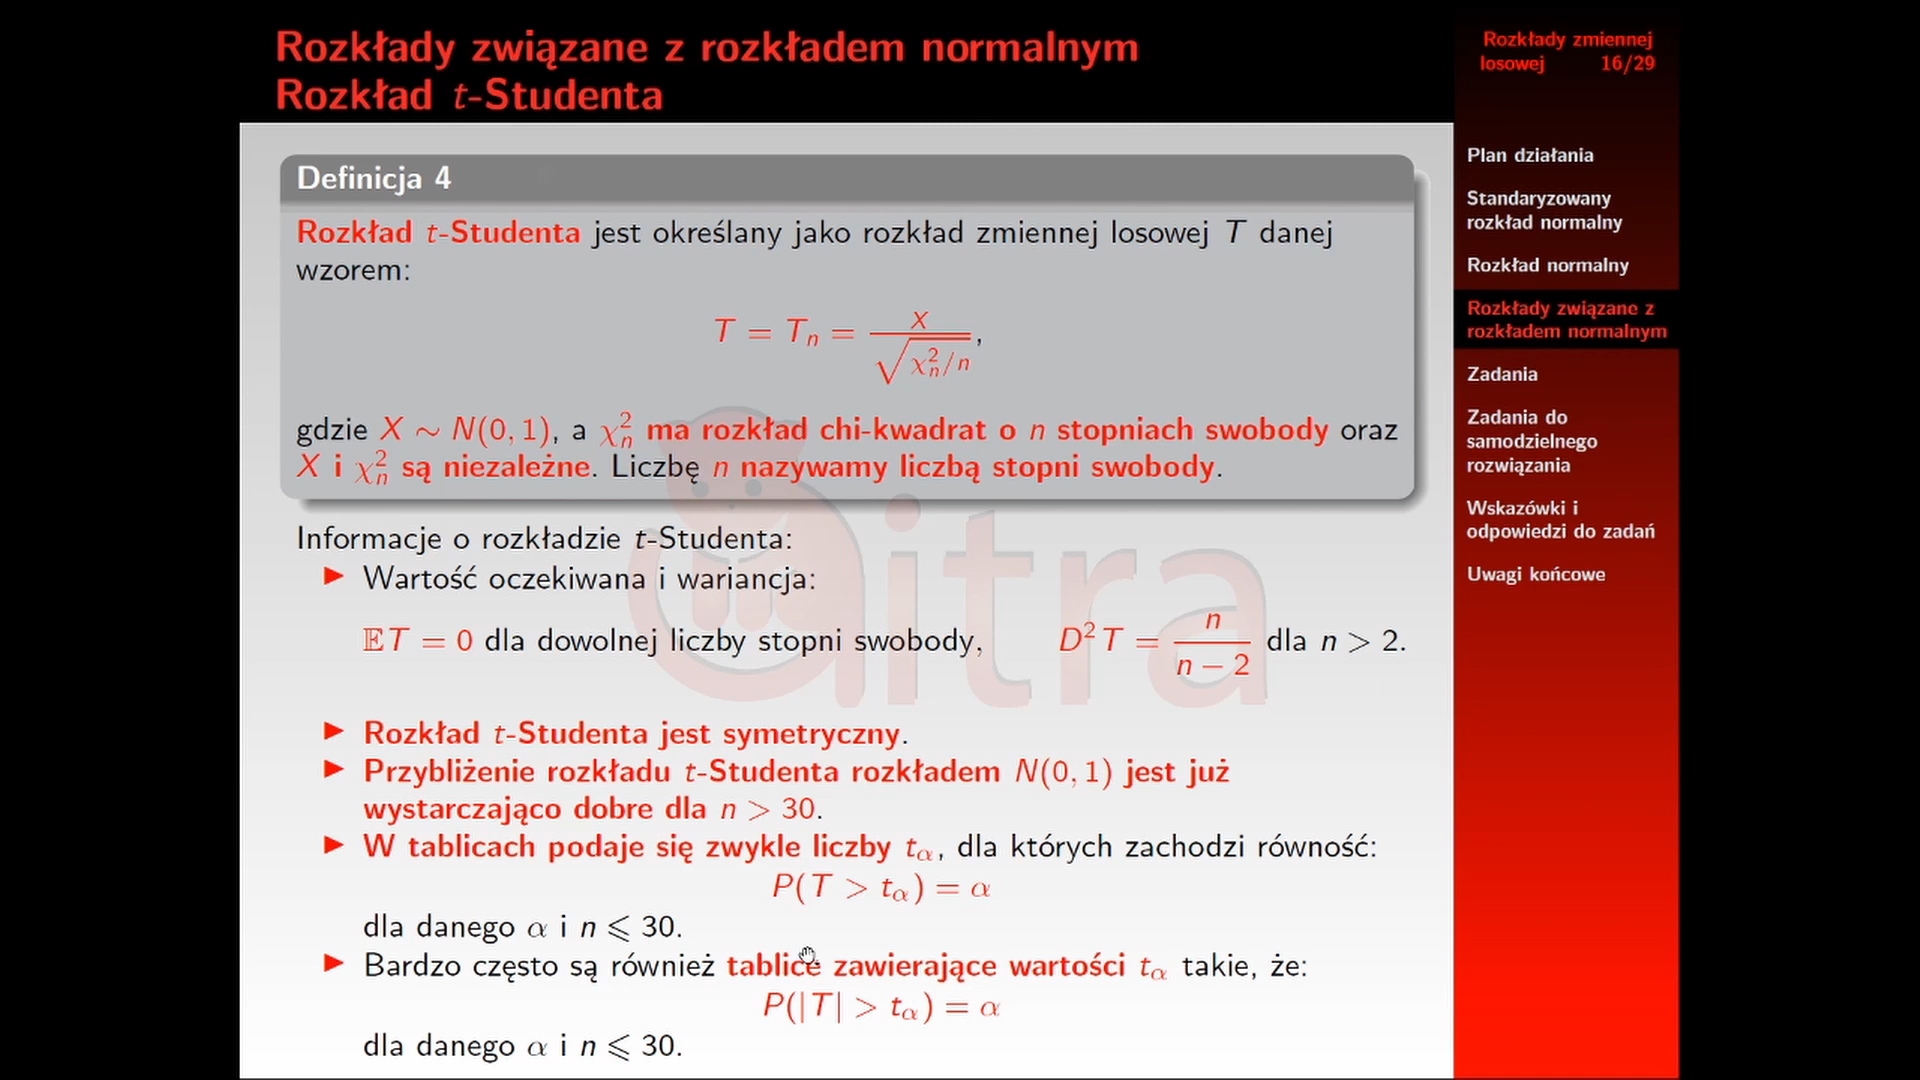 Rozkłady związane z rozkładem normalnym
Rozkład t-Studenta
Definicja 4
Rozkład t-Studenta jest określany jako rozkład zmiennej losowej T danej
wzorem:
T = Tₙ = X / √(χ²ₙ/n),
gdzie X ∼ N(0, 1), a χ²ₙ ma rozkład chi-kwadrat o n stopniach swobody oraz
X i χ²ₙ są niezależne. Liczbę n nazywamy liczbą stopni swobody.
Informacje o rozkładzie t-Studenta:
▶ Wartość oczekiwana i wariancja:
𝔼T = 0 dla dowolnej liczby stopni swobody, D²T = n / (n − 2) dla n > 2.
▶ Rozkład t-Studenta jest symetryczny.
▶ Przybliżenie rozkładu t-Studenta rozkładem N(0, 1) jest już
wystarczająco dobre dla n > 30.
▶ W tablicach podaje się zwykle liczby t_α, dla których zachodzi równość:
P(T > t_α) = α
dla danego α i n ⩽ 30.
▶ Bardzo często są również tablice zawierające wartości t_α takie, że:
P(|T| > t_α) = α
dla danego α i n ⩽ 30.
Rozkłady zmiennej
losowej 16/29
Plan działania
Standaryzowany
rozkład normalny
Rozkład normalny
Rozkłady związane z
rozkładem normalnym
Zadania
Zadania do
samodzielnego
rozwiązania
Wskazówki i
odpowiedzi do zadań
Uwagi końcowe
itra